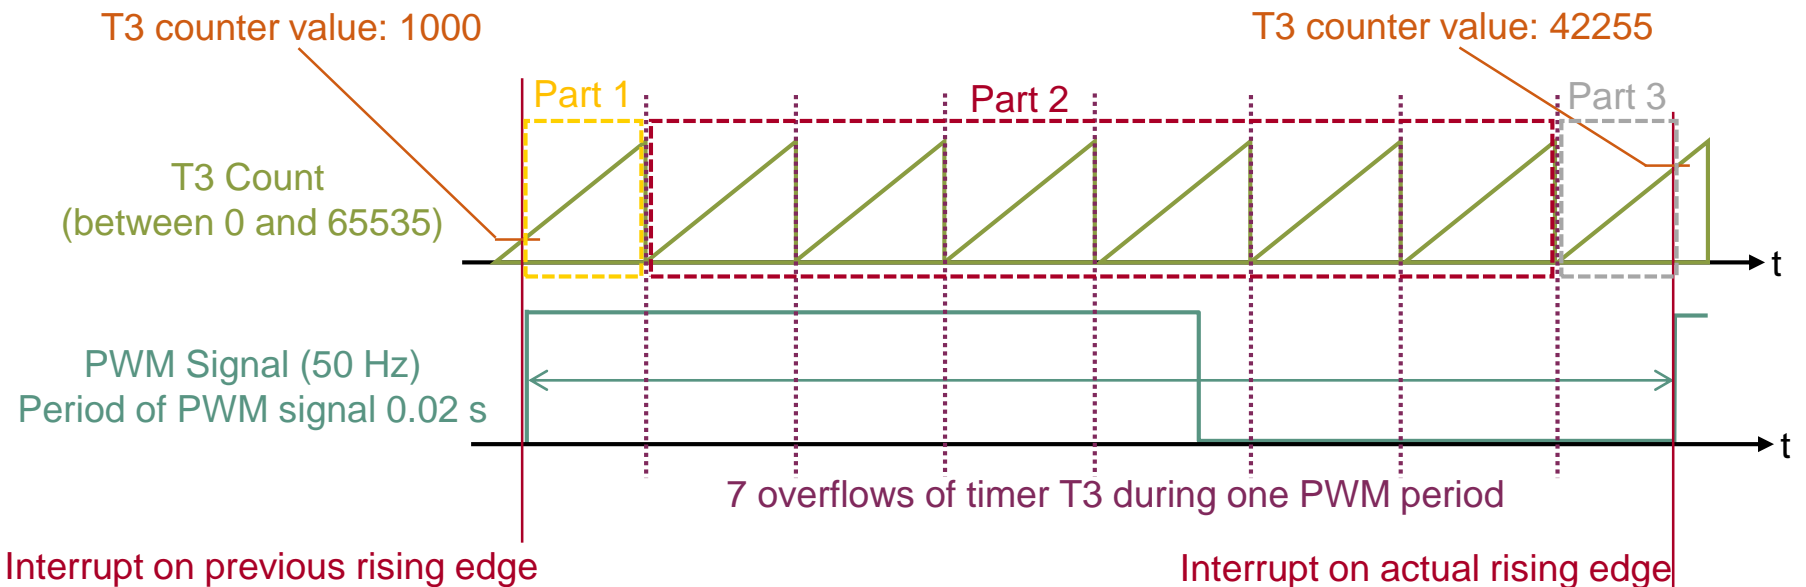 T3 counter value: 1000
T3 counter value: 42255
Part 1
Part 2
Part 3
T3 Count
(between 0 and 65535)
t
PWM Signal (50 Hz)
Period of PWM signal 0.02 s
t
7 overflows of timer T3 during one PWM period
Interrupt on previous rising edge
Interrupt on actual rising edge